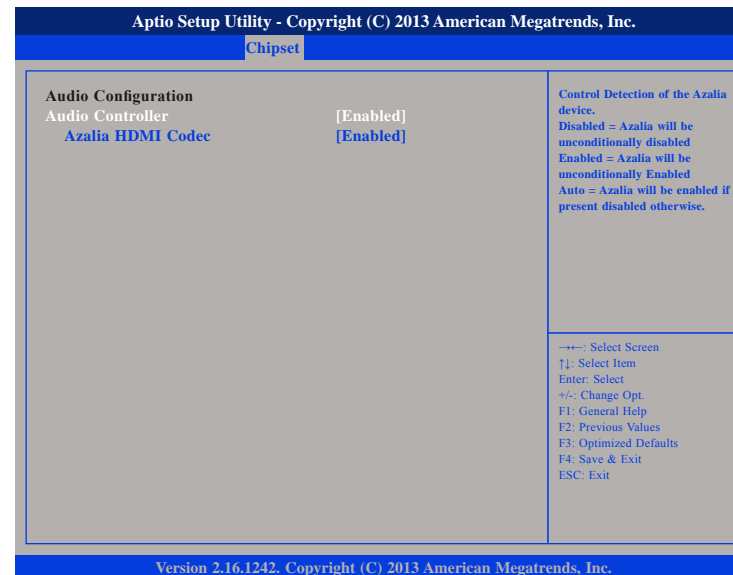 Aptio Setup Utility - Copyright (C) 2013 American Megatrends, Inc.
Chipset
Audio Configuration
Audio Controller [Enabled]
Azalia HDMI Codec [Enabled]
Control Detection of the Azalia
device.
Disabled = Azalia will be
unconditionally disabled
Enabled = Azalia will be
unconditionally Enabled
Auto = Azalia will be enabled if
present disabled otherwise.
→←: Select Screen
↑↓: Select Item
Enter: Select
+/-: Change Opt.
F1: General Help
F2: Previous Values
F3: Optimized Defaults
F4: Save & Exit
ESC: Exit
Version 2.16.1242. Copyright (C) 2013 American Megatrends, Inc.